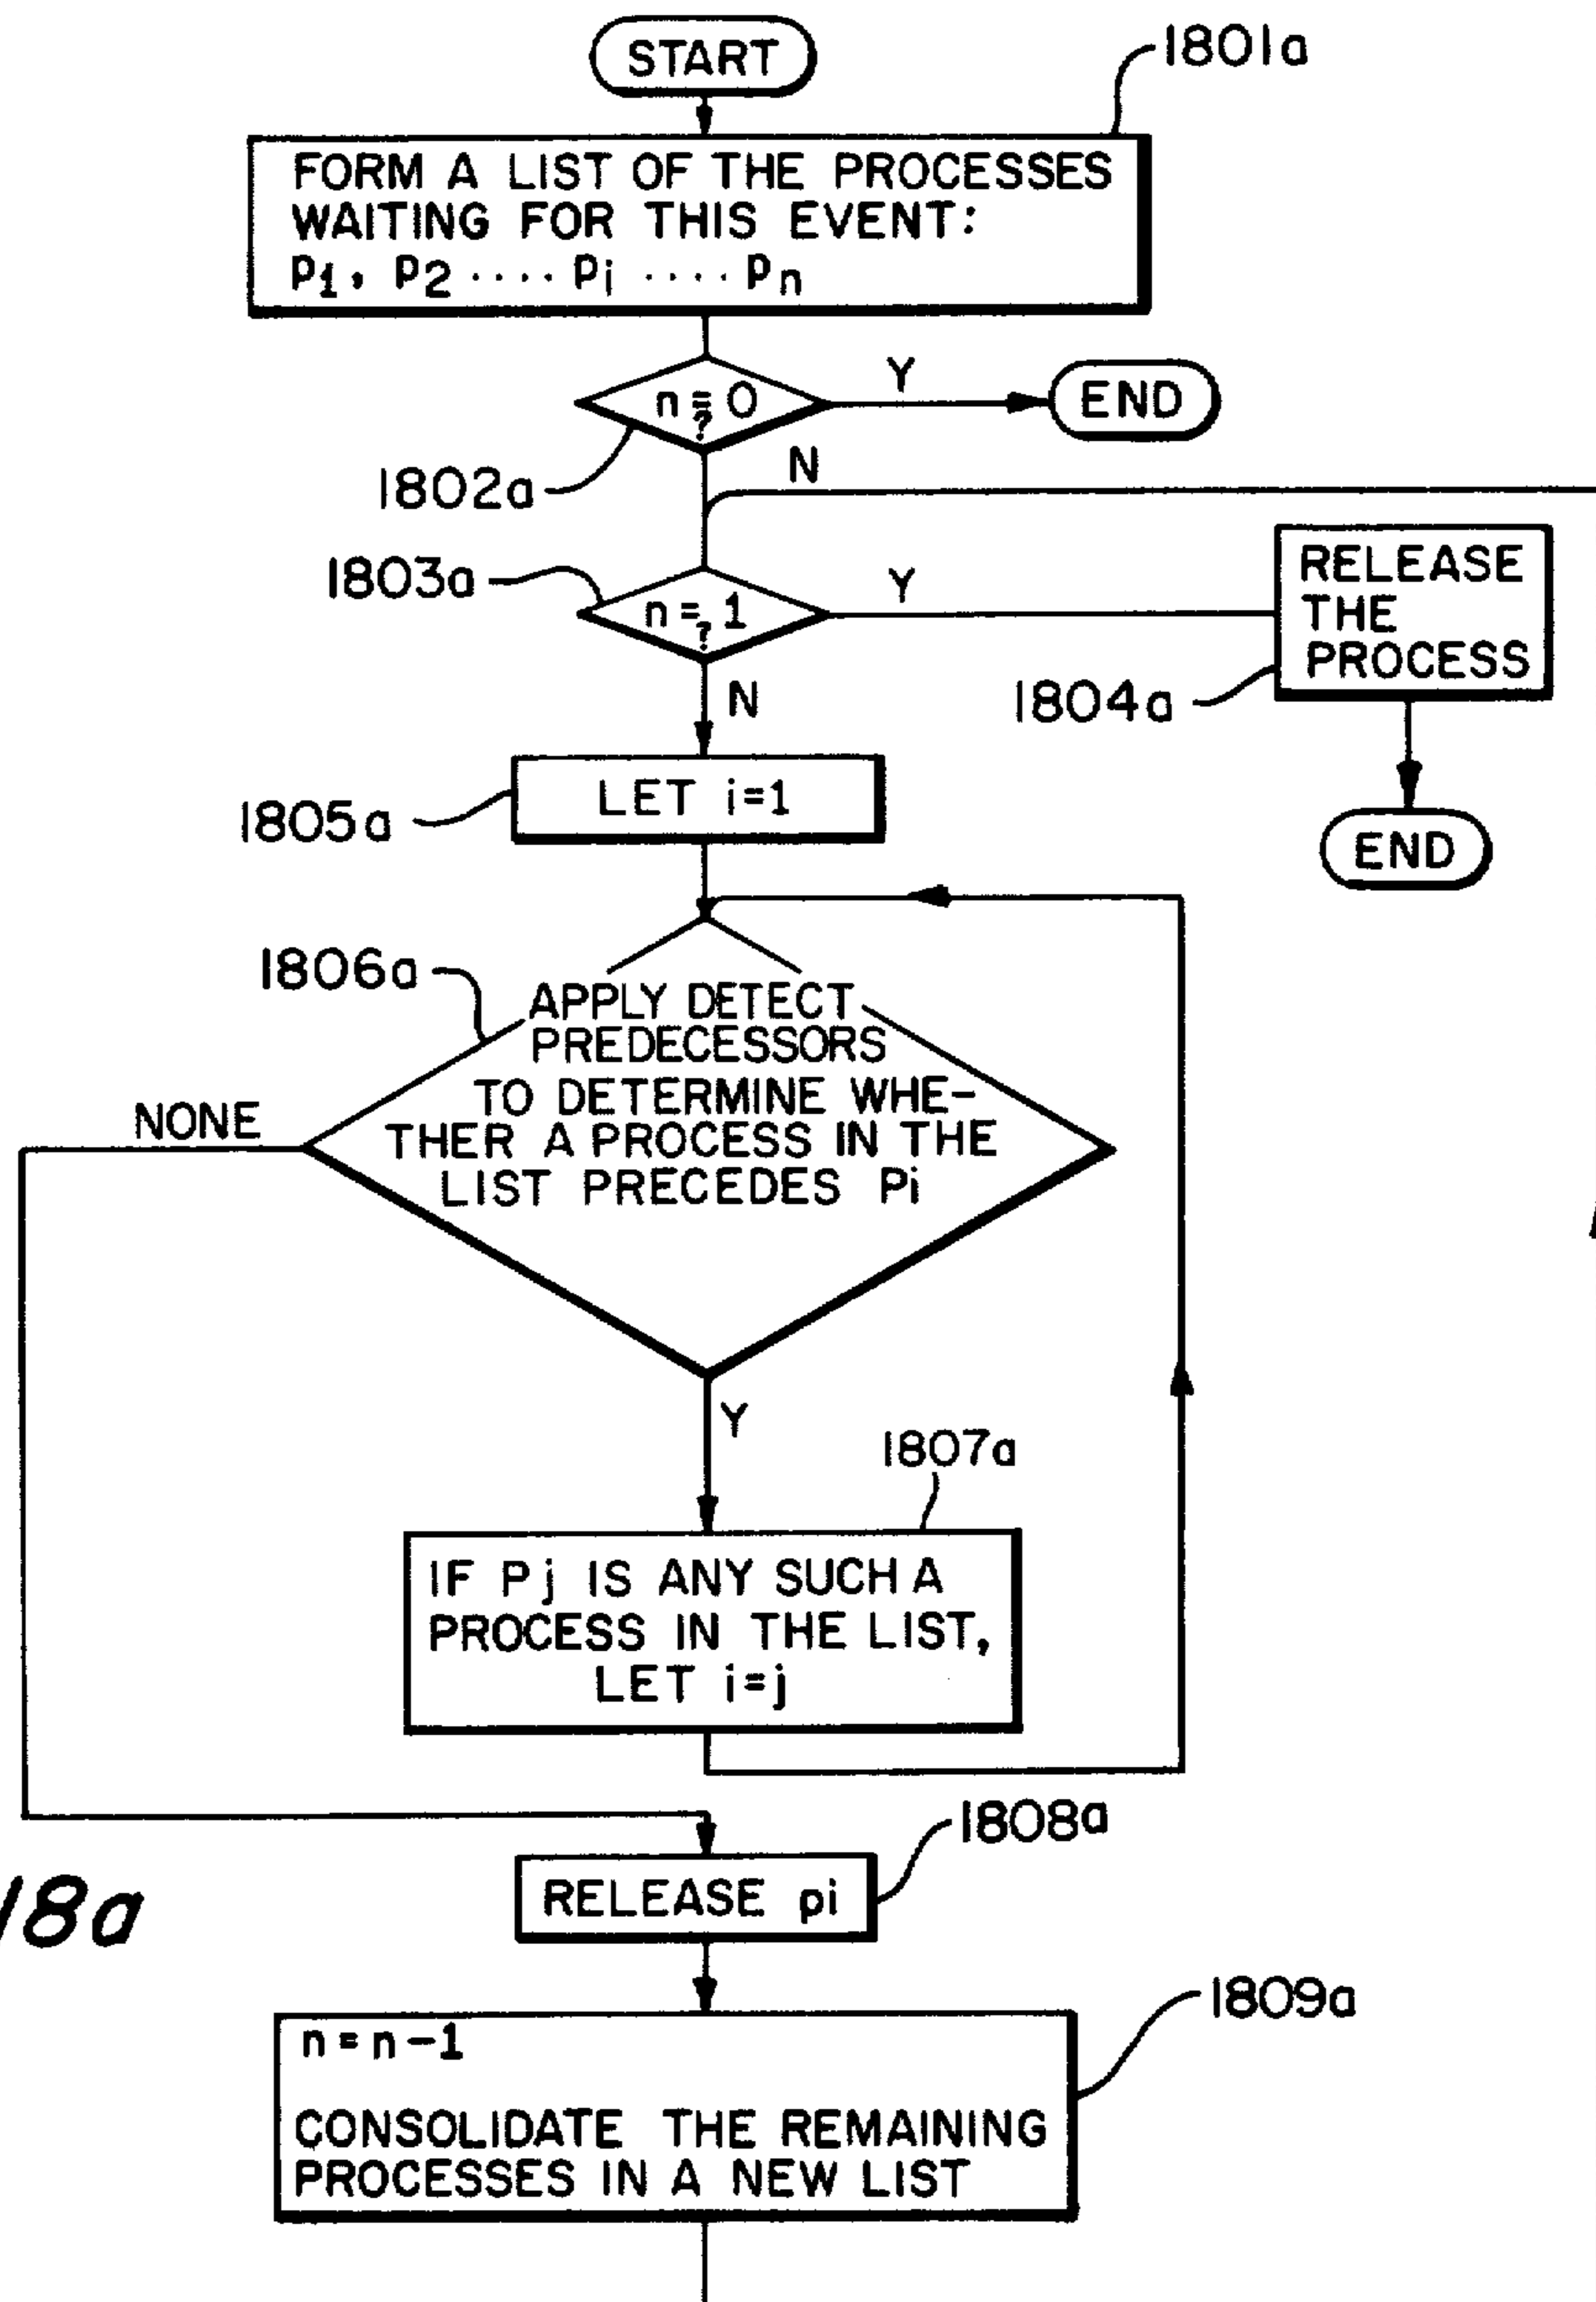 START
1801a
FORM A LIST OF THE PROCESSES
WAITING FOR THIS EVENT:
p1, p2 .... pi .... pn
n = 0
?
Y
END
1802a
N
1803a
n = 1
?
Y
RELEASE
THE
PROCESS
1804a
N
END
LET i=1
1805a
1806a
APPLY DETECT
PREDECESSORS
TO DETERMINE WHE-
THER A PROCESS IN THE
LIST PRECEDES Pi
NONE
Y
1807a
IF Pj IS ANY SUCH A
PROCESS IN THE LIST,
LET i=j
1808a
RELEASE pi
18a
1809a
n = n-1
CONSOLIDATE THE REMAINING
PROCESSES IN A NEW LIST